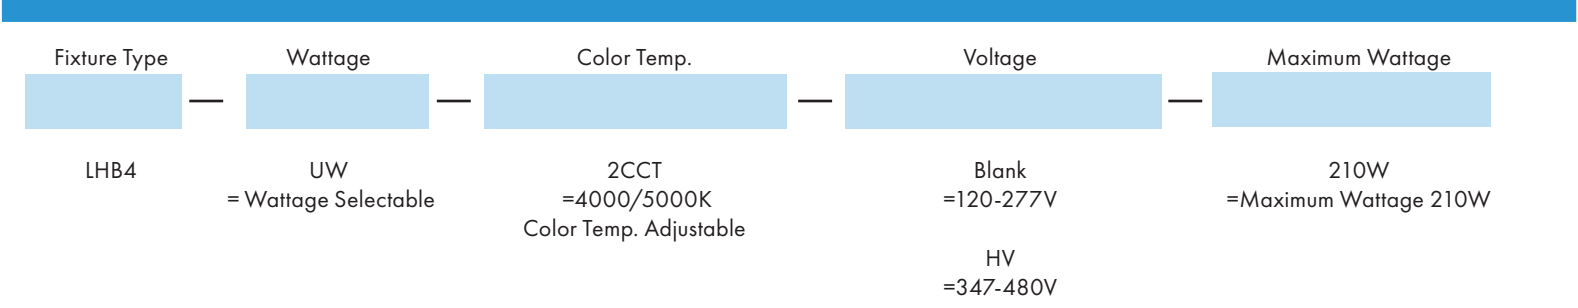 Fixture Type
Wattage
Color Temp.
Voltage
Maximum Wattage
LHB4
UW
= Wattage Selectable
2CCT
=4000/5000K
Color Temp. Adjustable
Blank
=120-277V
HV
=347-480V
210W
=Maximum Wattage 210W